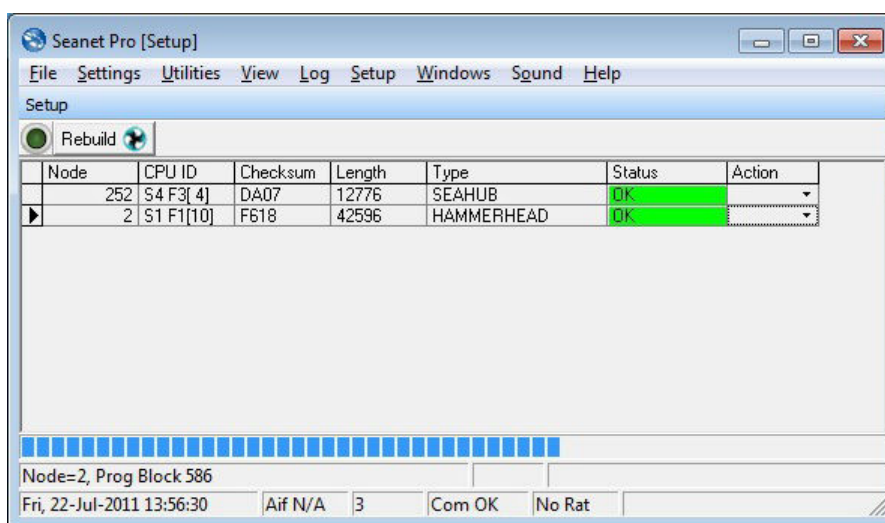 Seanet Pro [Setup]
File Settings Utilities View Log Setup Windows Sound Help
Setup
Rebuild
Node CPU ID Checksum Length Type Status Action
252 S4 F3[ 4] DA07 12776 SEAHUB OK
2 S1 F1[10] F618 42596 HAMMERHEAD OK
Node=2, Prog Block 586
Fri, 22-Jul-2011 13:56:30 Aif N/A 3 Com OK No Rat